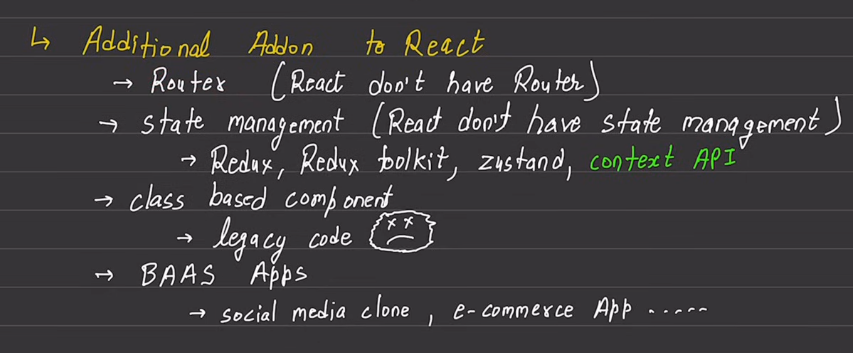 ↳ Additional Addon to React
→ Router (React don't have Router)
→ state management (React don't have state management)
→ Redux, Redux toolkit, zustand, context API
→ class based component
→ legacy code
→ BAAS Apps
→ social media clone, e-commerce App .....